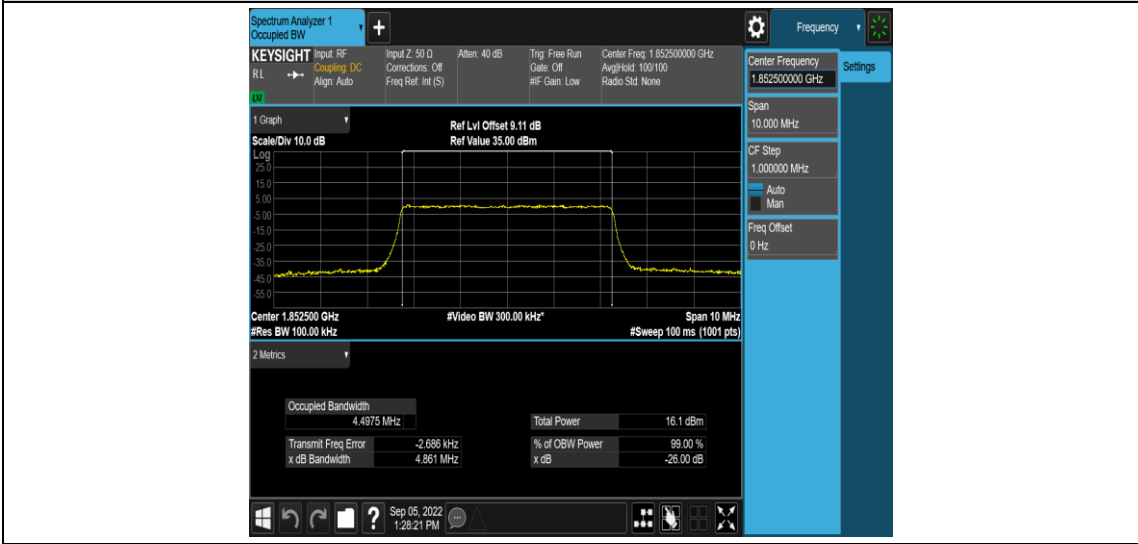 Spectrum Analyzer 1
Occupied BW
+
Frequency
KEYSIGHT
RL
LW
Input: RF
Coupling: DC
Align: Auto
Input Z: 50 Ω
Corrections: Off
Freq Ref: Int (S)
Atten: 40 dB
Trig: Free Run
Gate: Off
#IF Gain: Low
Center Freq: 1.852500000 GHz
Avg|Hold: 100/100
Radio Std: None
Center Frequency
1.852500000 GHz
Settings
Span
10.000 MHz
CF Step
1.000000 MHz
Auto
Man
Freq Offset
0 Hz
1 Graph
Scale/Div 10.0 dB
Ref Lvl Offset 9.11 dB
Ref Value 35.00 dBm
Log
25.0
15.0
5.00
-5.00
-15.0
-25.0
-35.0
-45.0
-55.0
Center 1.852500 GHz
#Res BW 100.00 kHz
#Video BW 300.00 kHz*
Span 10 MHz
#Sweep 100 ms (1001 pts)
2 Metrics
Occupied Bandwidth
4.4975 MHz
Total Power 16.1 dBm
Transmit Freq Error -2.686 kHz
% of OBW Power 99.00 %
x dB Bandwidth 4.861 MHz
x dB -26.00 dB
?
Sep 05, 2022
1:28:21 PM